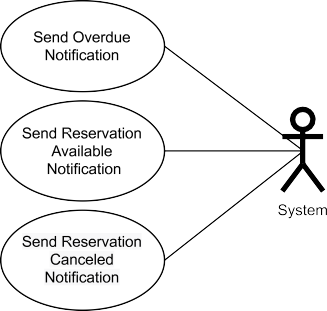 Send Overdue
Notification
Send Reservation
Available
Notification
System
Send Reservation
Canceled
Notification